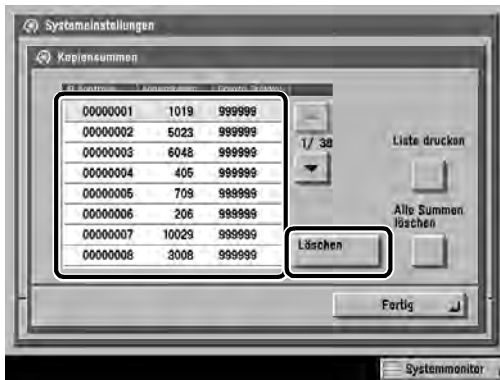 Systemeinstellungen
Kopiensummen
00000001 1019 999999
00000002 5023 999999
00000003 6048 999999
00000004 405 999999
00000005 709 999999
00000006 206 999999
00000007 10029 999999
00000008 3008 999999
1/ 38
Liste drucken
Alle Summen
löschen
Löschen
Fertig
Systemmonitor